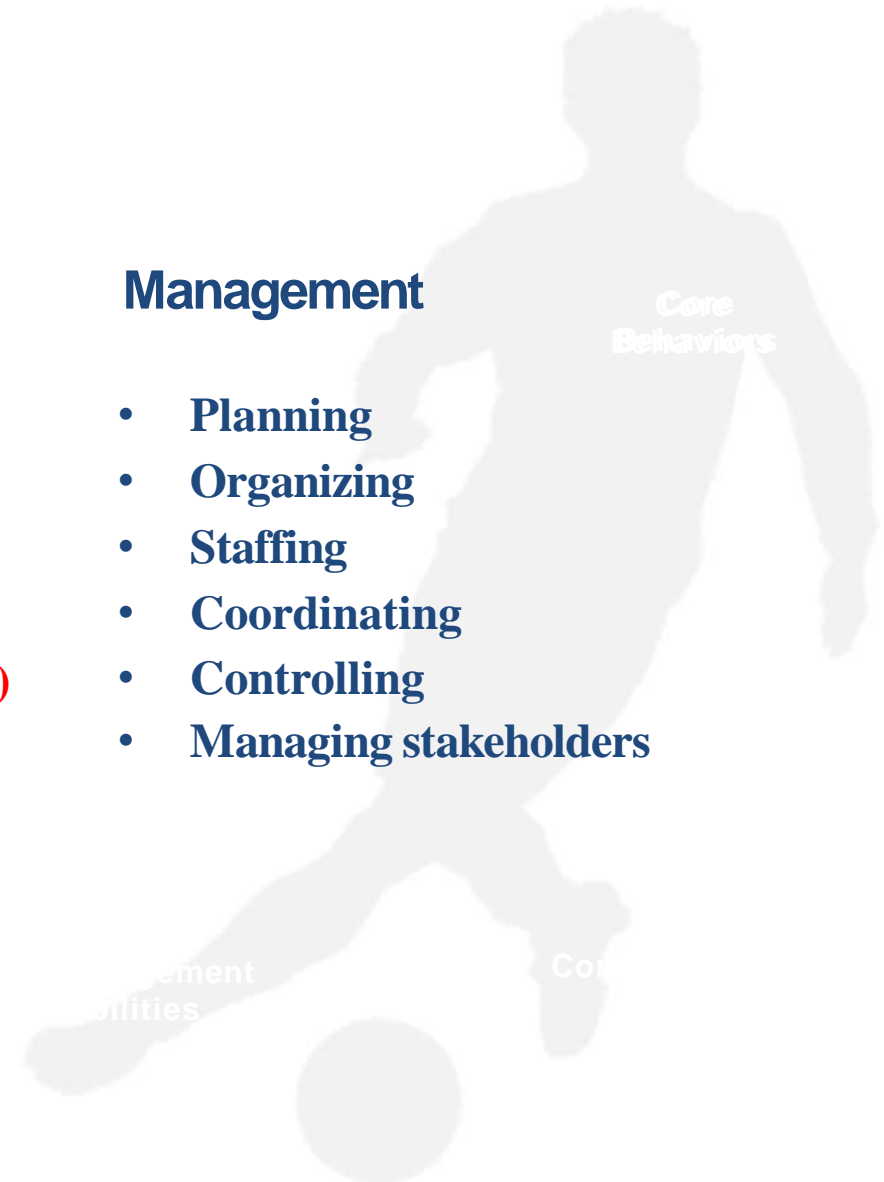 Management
Core
Behaviors
• Planning
• Organizing
• Staffing
• Coordinating
)
• Controlling
• Managing stakeholders